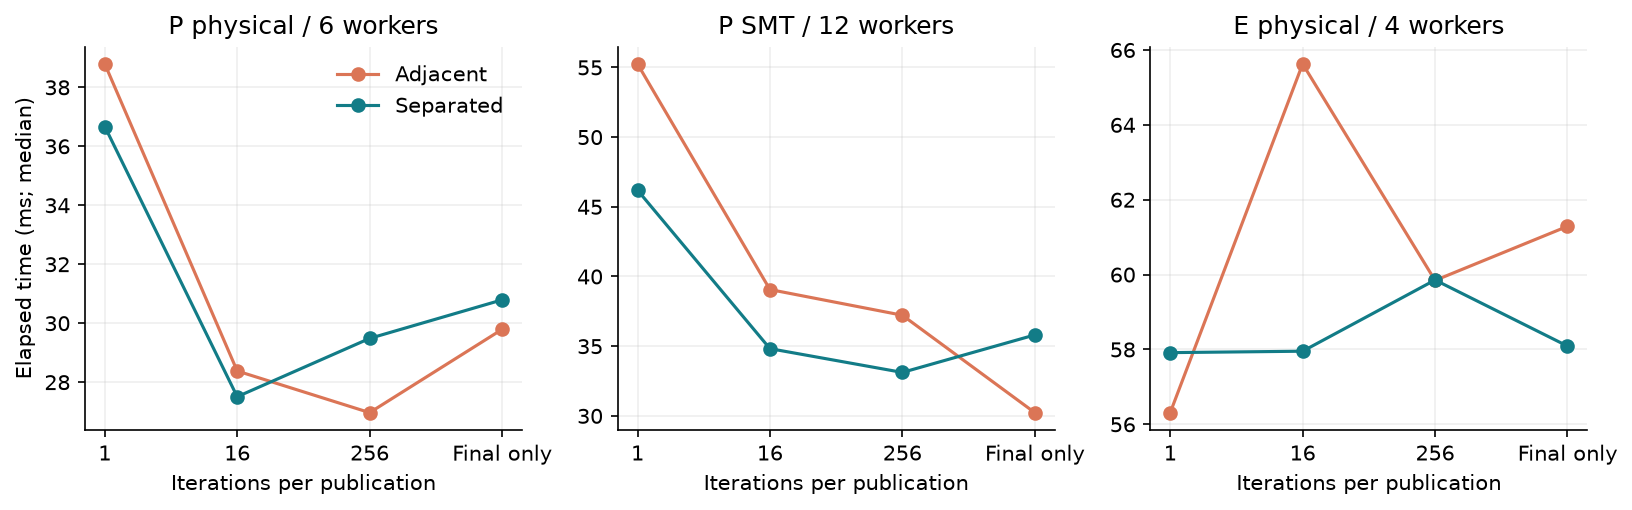 P physical / 6 workers
P SMT / 12 workers
E physical / 4 workers
Adjacent
Separated
Elapsed time (ms; median)
38
36
34
32
30
28
55
50
45
40
35
30
66
64
62
60
58
56
1
16
256
Final only
1
16
256
Final only
1
16
256
Final only
Iterations per publication
Iterations per publication
Iterations per publication